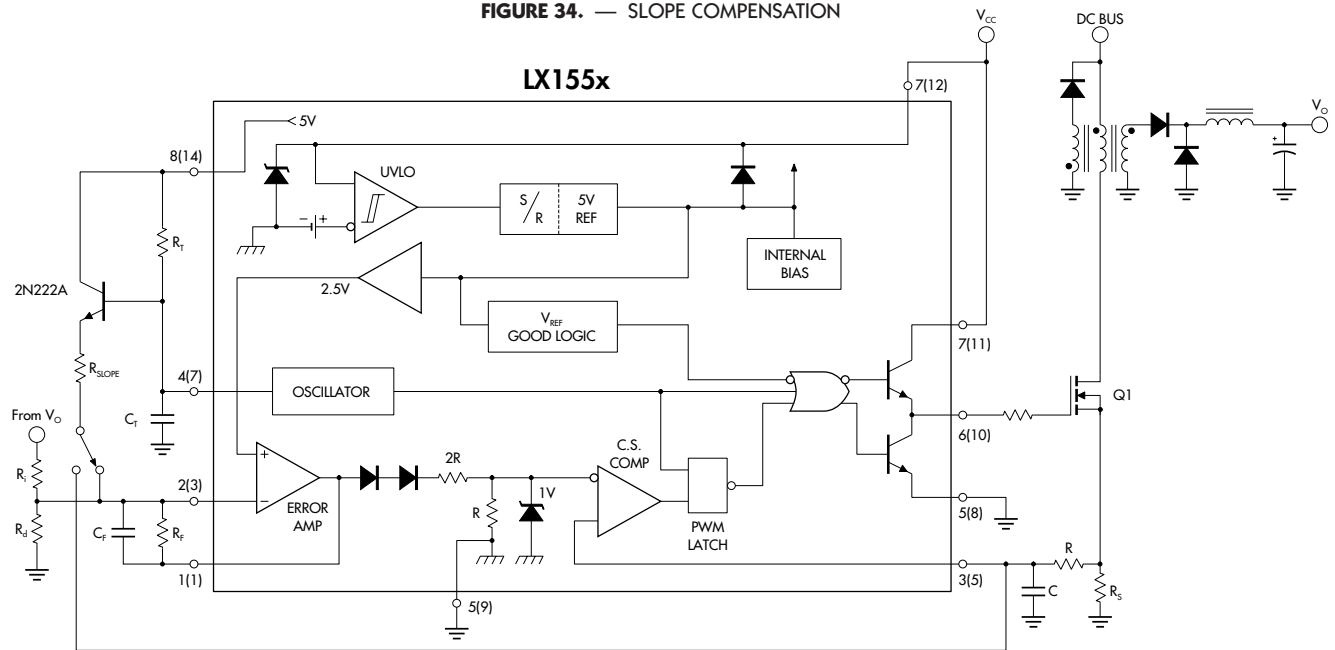 FIGURE 34. — SLOPE COMPENSATION
VCC
DC BUS
LX155x
7(12)
VO
5V
8(14)
UVLO
S/R
5V
REF
− +
RT
INTERNAL
BIAS
2.5V
2N222A
VREF
GOOD LOGIC
7(11)
RSLOPE
4(7)
OSCILLATOR
Q1
From VO
CT
6(10)
Ri
C.S.
COMP
2R
2(3)
+
−
1V
ERROR
AMP
R
Rd
CF
RF
PWM
LATCH
5(8)
1(1)
3(5)
R
C
RS
5(9)
+